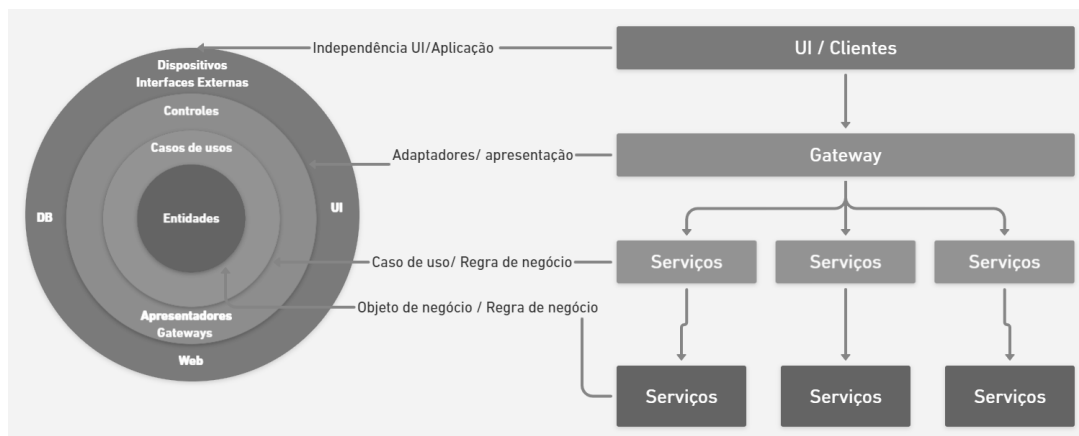 Dispositivos
Interfaces Externas
Controles
Casos de usos
Entidades
DB
UI
Apresentadores
Gateways
Web
Independência UI/Aplicação
Adaptadores/ apresentação
Caso de uso/ Regra de negócio
Objeto de negócio / Regra de negócio
UI / Clientes
Gateway
Serviços
Serviços
Serviços
Serviços
Serviços
Serviços